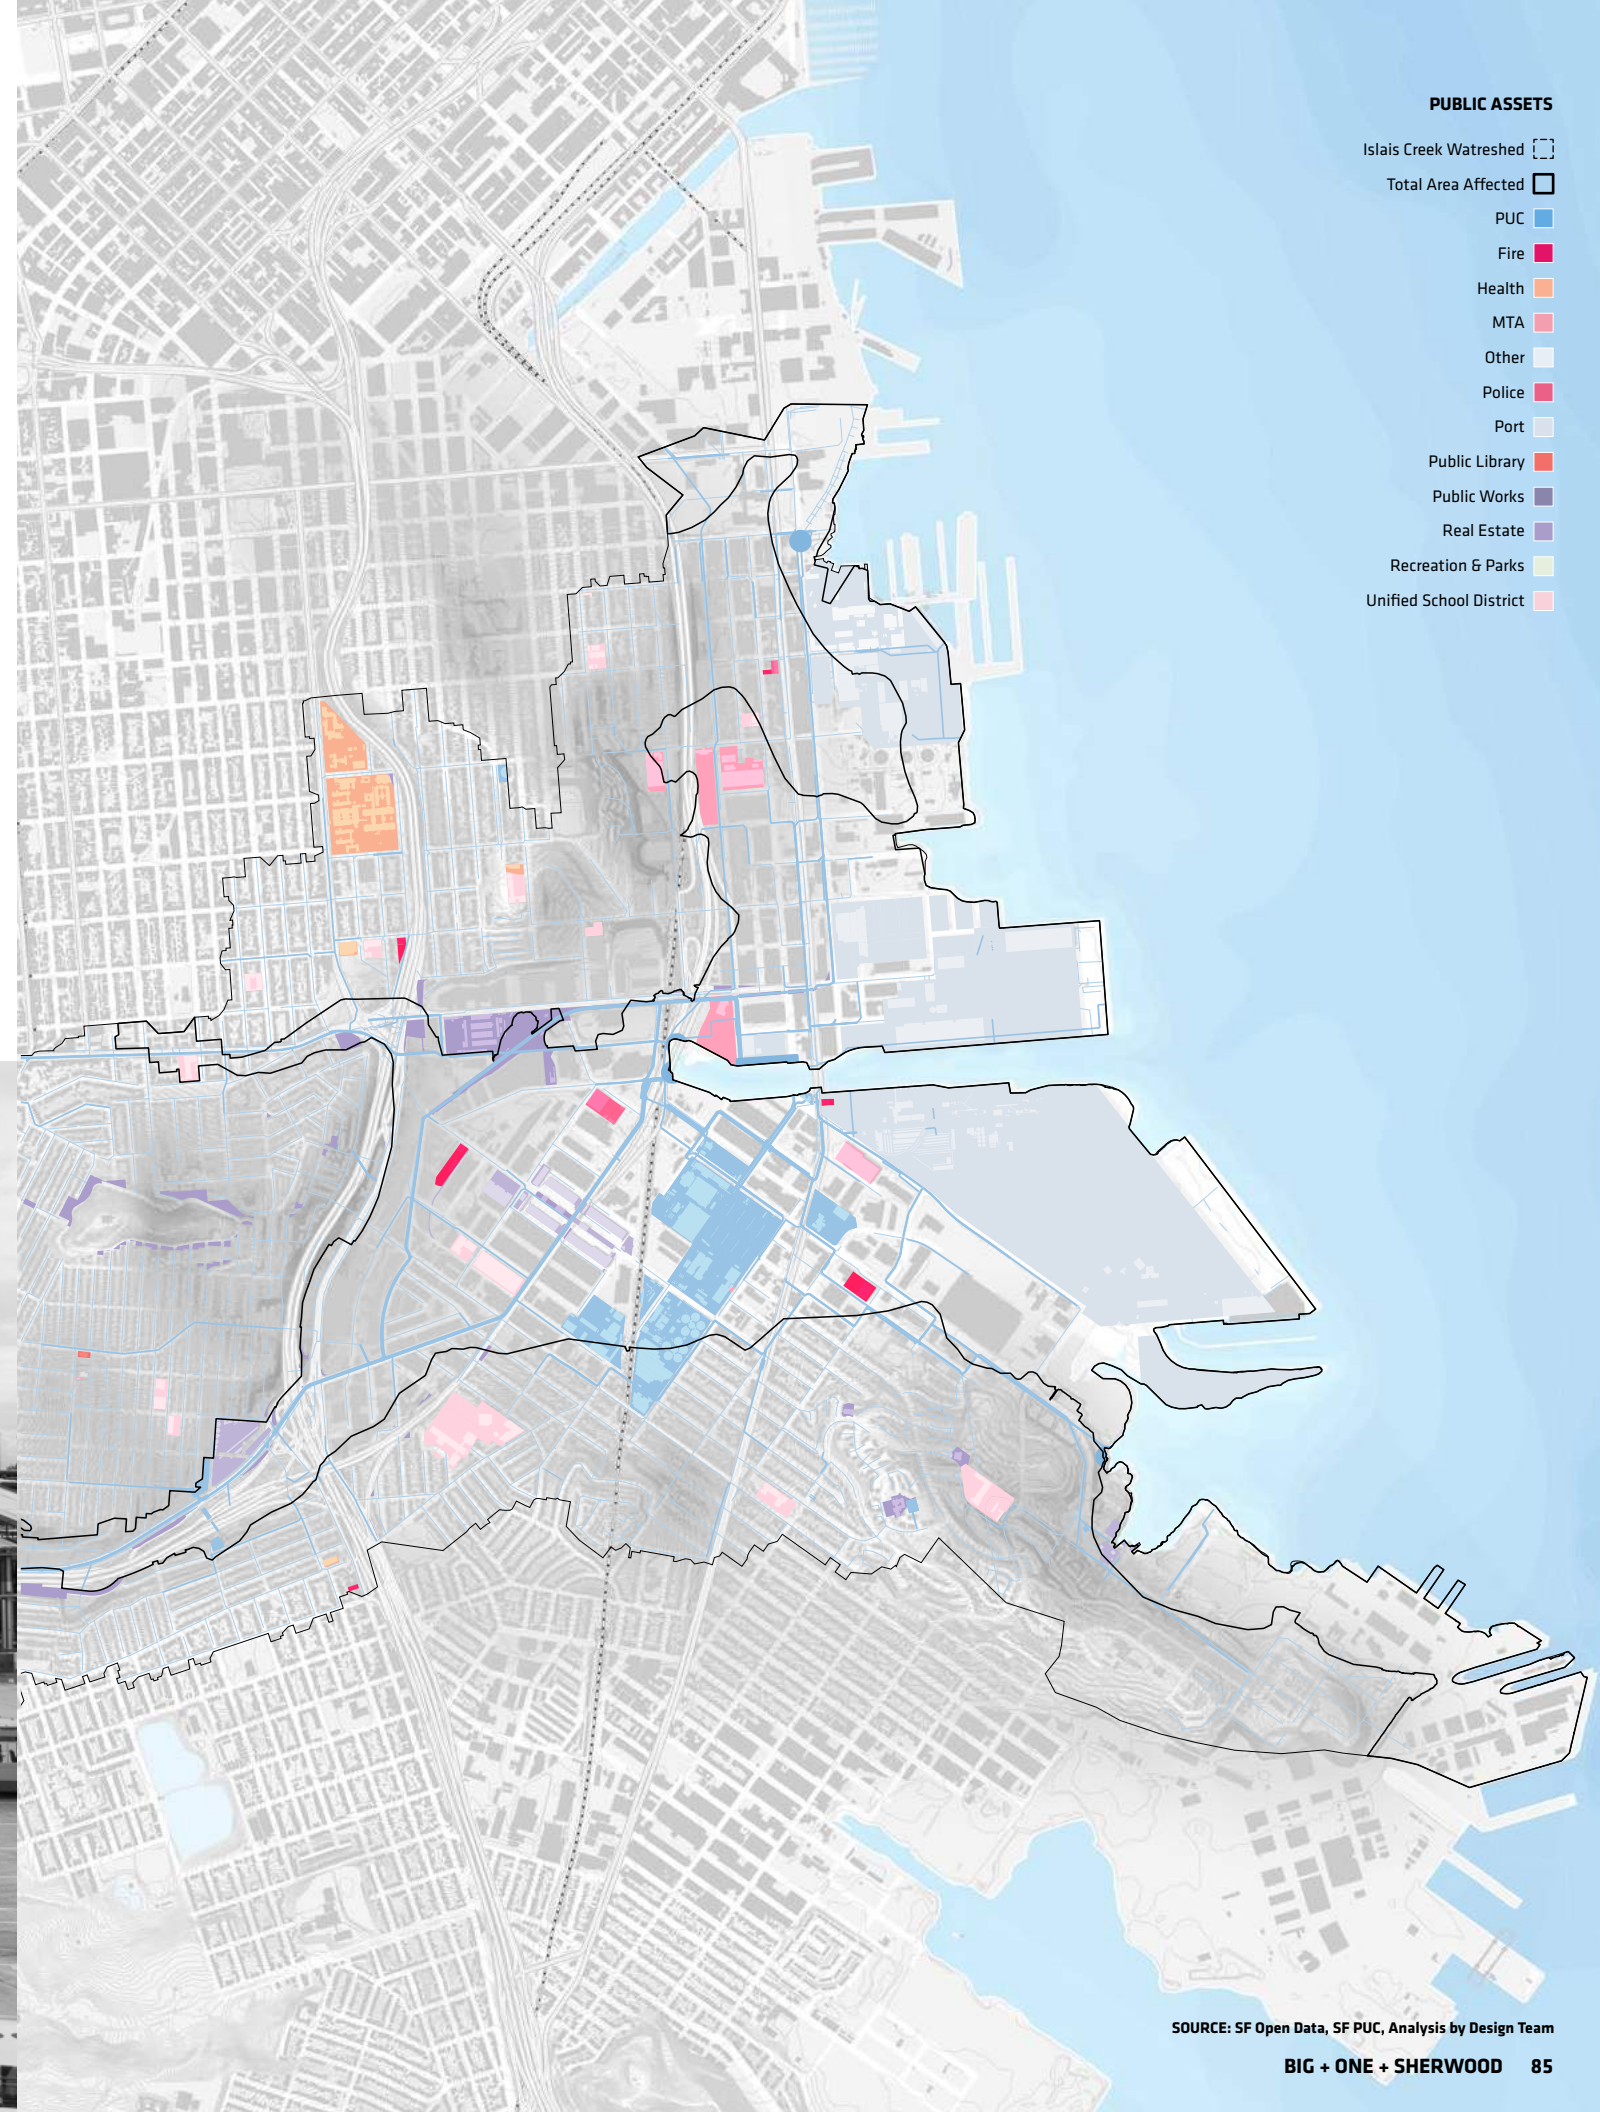 PUBLIC ASSETS
Islais Creek Watreshed
Total Area Affected
PUC
Fire
Health
MTA
Other
Police
Port
Public Library
Public Works
Real Estate
Recreation & Parks
Unified School District
SOURCE: SF Open Data, SF PUC, Analysis by Design Team
BIG + ONE + SHERWOOD 85